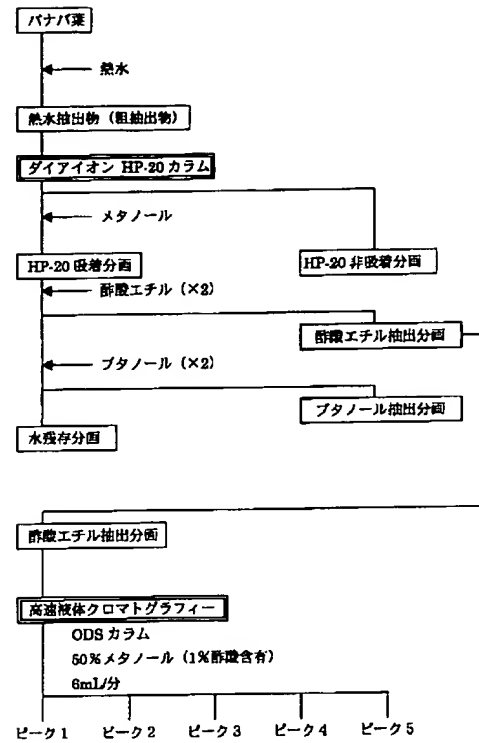 バナバ葉
熱水
熱水抽出物（粗抽出物）
ダイアイオン HP-20 カラム
メタノール
HP-20 吸着分画
HP-20 非吸着分画
酢酸エチル（×2）
酢酸エチル抽出分画
ブタノール（×2）
ブタノール抽出分画
水残存分画
酢酸エチル抽出分画
高速液体クロマトグラフィー
ODS カラム
50%メタノール（1%酢酸含有）
6mL/分
ピーク1 ピーク2 ピーク3 ピーク4 ピーク5